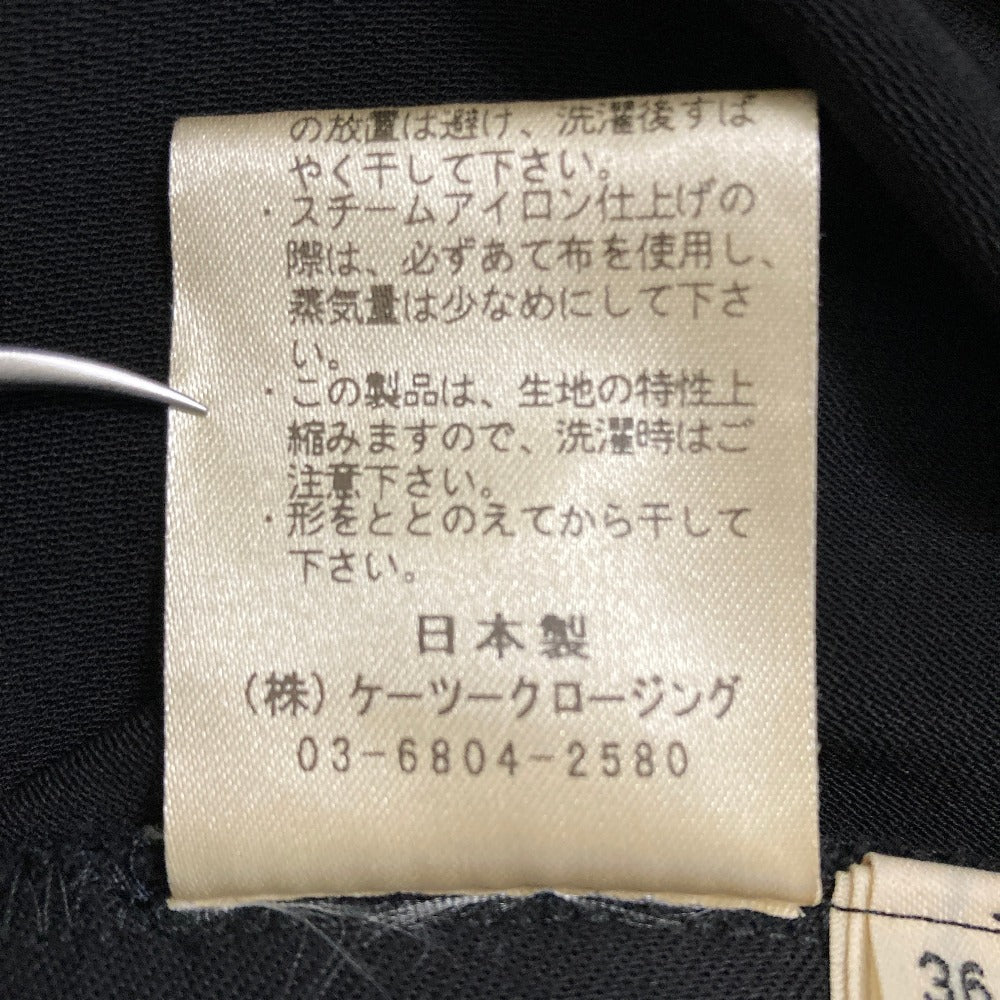 の放置は避け、洗濯後すば
やく干して下さい。
・スチームアイロン仕上げの
際は、必ずあて布を使用し、
蒸気量は少なめにして下さ
い。
・この製品は、生地の特性上
縮みますので、洗濯時はご
注意下さい。
・形をととのえてから干して
下さい。
日本製
(株)ケーツークロージング
03-6804-2580
36